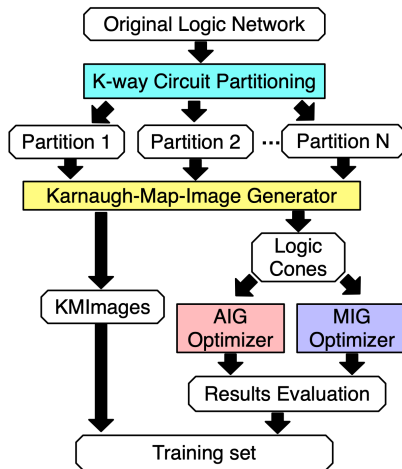 Original Logic Network
K-way Circuit Partitioning
Partition 1
Partition 2
...
Partition N
Karnaugh-Map-Image Generator
Logic
Cones
KMImages
AIG
Optimizer
MIG
Optimizer
Results Evaluation
Training set